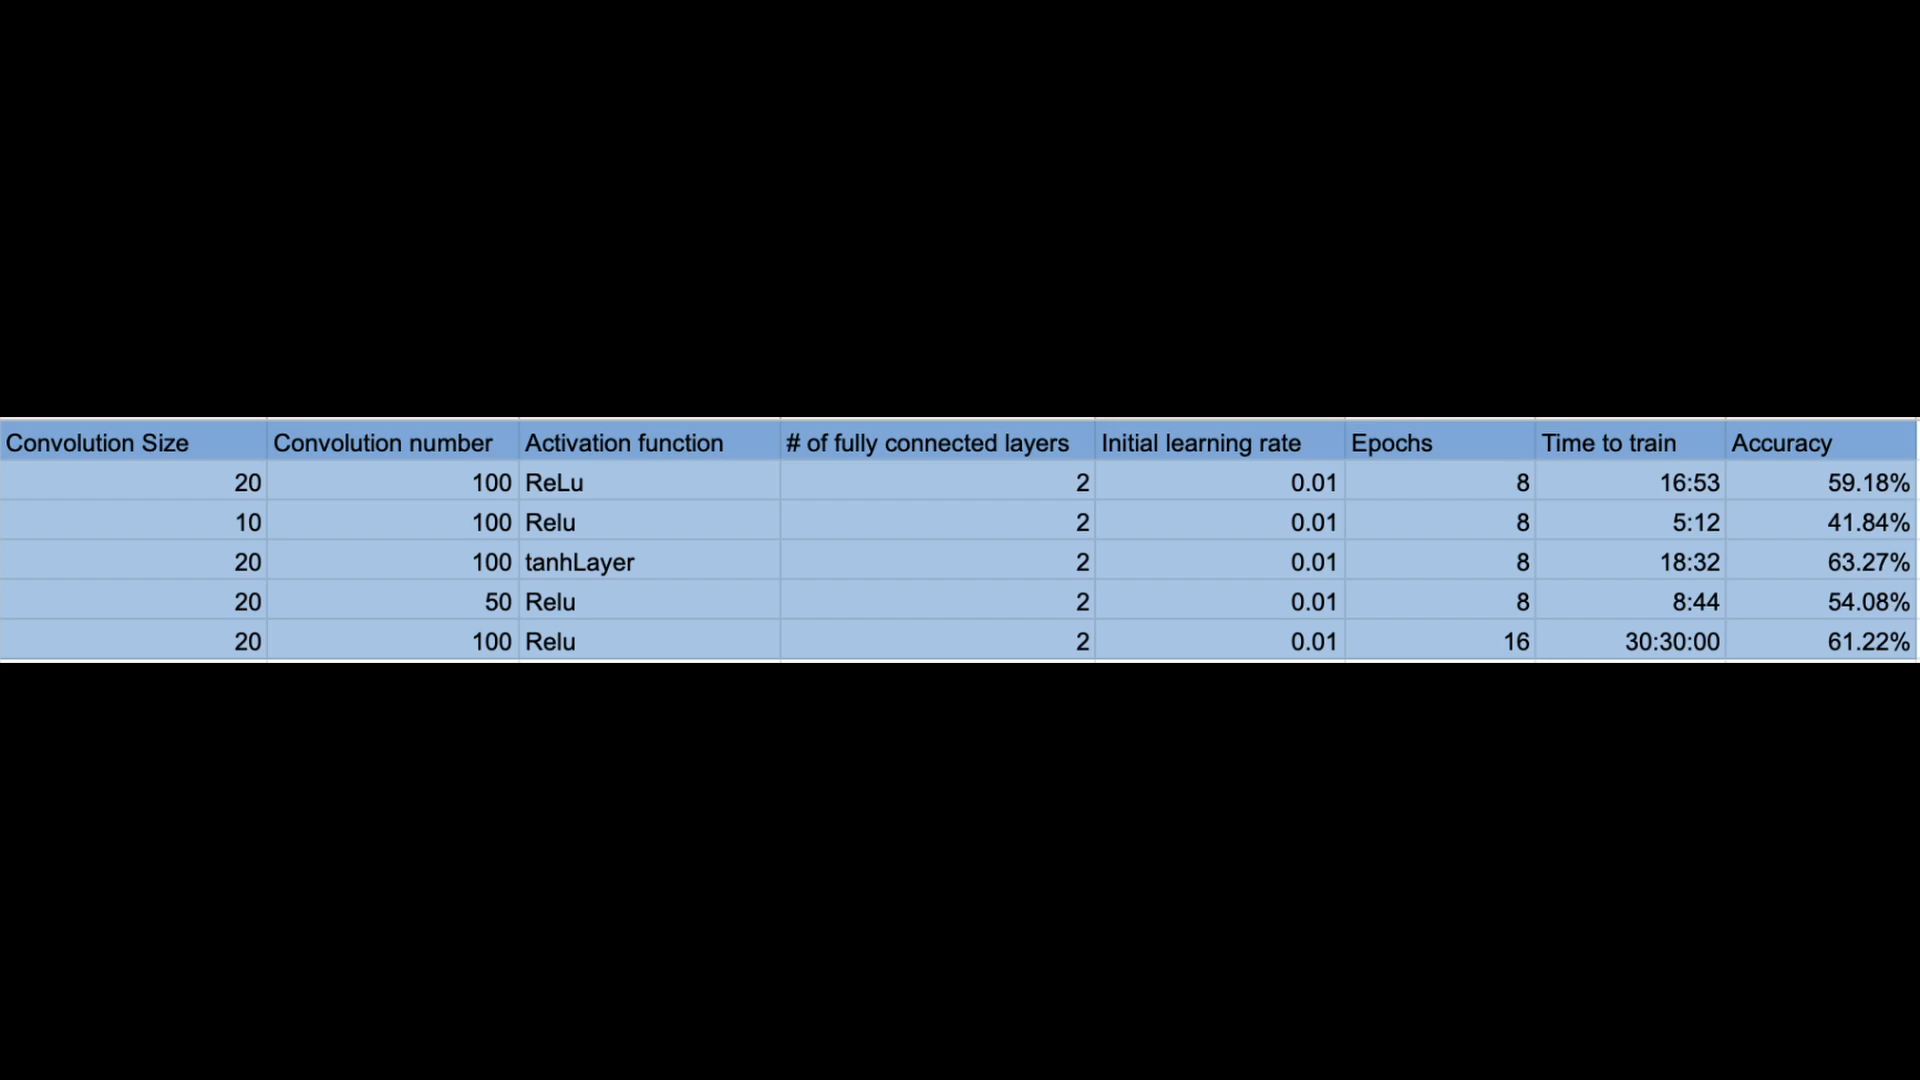 Convolution Size Convolution number Activation function # of fully connected layers Initial learning rate Epochs Time to train Accuracy
20 100 ReLu 2 0.01 8 16:53 59.18%
10 100 Relu 2 0.01 8 5:12 41.84%
20 100 tanhLayer 2 0.01 8 18:32 63.27%
20 50 Relu 2 0.01 8 8:44 54.08%
20 100 Relu 2 0.01 16 30:30:00 61.22%